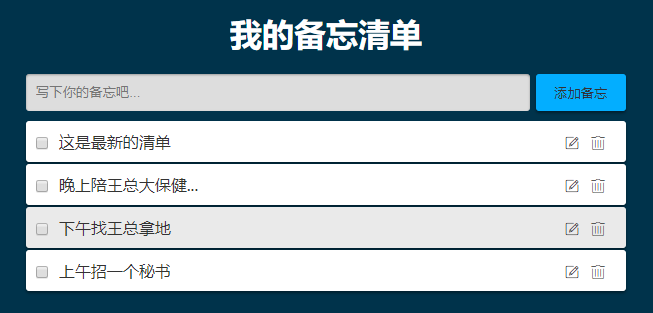 我的备忘清单
写下你的备忘吧...
添加备忘
这是最新的清单
晚上陪王总大保健...
下午找王总拿地
上午招一个秘书